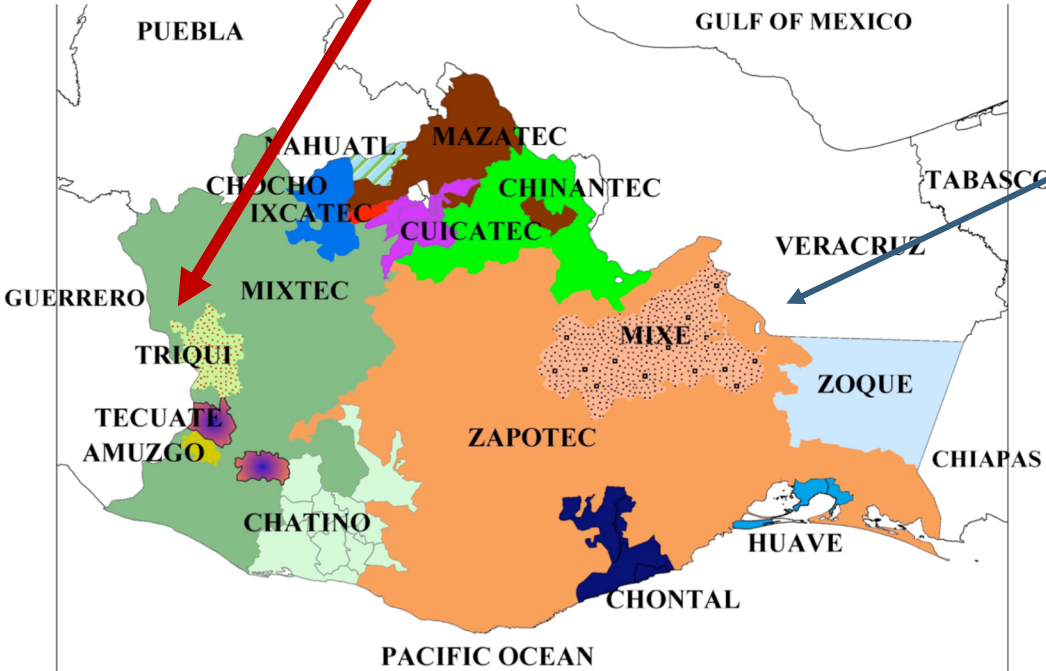 GULF OF MEXICO
PUEBLA
MAZATEC
NAHUATL
CHOCHO
CHINANTEC
TABASCO
IXCATEC
CUICATEC
VERACRUZ
MIXTEC
GUERRERO
MIXE
TRIQUI
ZOQUE
TECUATE
ZAPOTEC
AMUZGO
CHIAPAS
CHATINO
HUAVE
CHONTAL
PACIFIC OCEAN